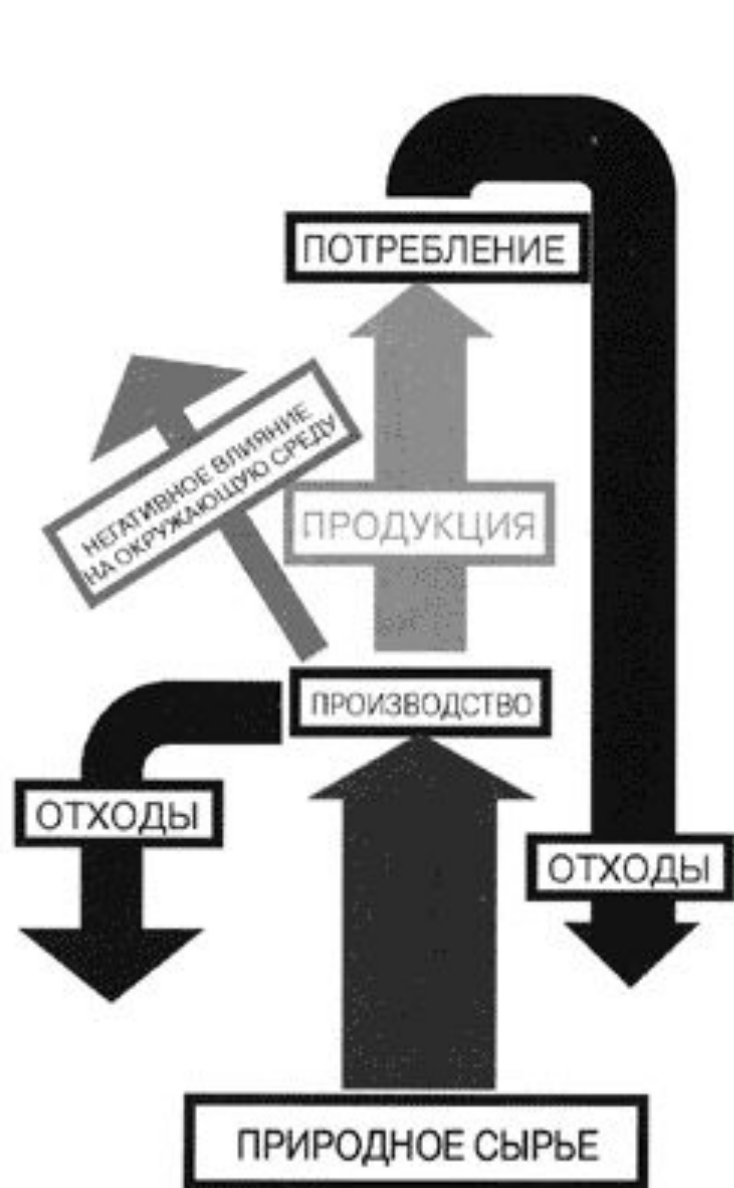 ПОТРЕБЛЕНИЕ
НЕГАТИВНОЕ ВЛИЯНИЕ
НА ОКРУЖАЮЩУЮ СРЕДУ
ПРОДУКЦИЯ
ПРОИЗВОДСТВО
ОТХОДЫ
ОТХОДЫ
ПРИРОДНОЕ СЫРЬЕ